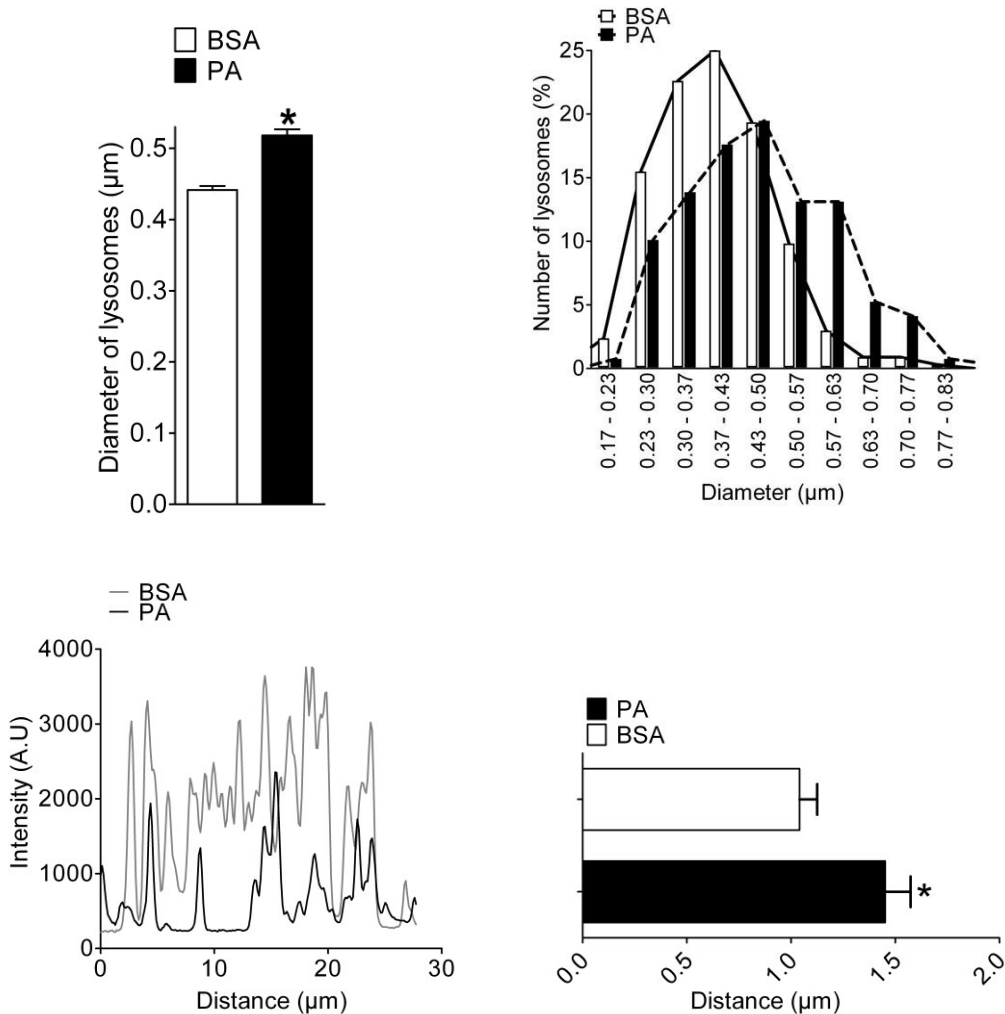 BSA
PA
Diameter of lysosomes (µm)
0.5
0.4
0.3
0.2
0.1
0.0
*
BSA
PA
Number of lysosomes (%)
25
20
15
10
5
0
0.17 - 0.23
0.23 - 0.30
0.30 - 0.37
0.37 - 0.43
0.43 - 0.50
0.50 - 0.57
0.57 - 0.63
0.63 - 0.70
0.70 - 0.77
0.77 - 0.83
Diameter (µm)
BSA
PA
Intensity (A.U)
4000
3000
2000
1000
0
0 10 20 30
Distance (µm)
PA
BSA
*
0.0 0.5 1.0 1.5 2.0
Distance (µm)